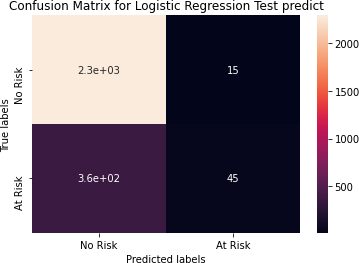 Confusion Matrix for Logistic Regression Test predict
True labels
No Risk
At Risk
2.3e+03 15
3.6e+02 45
No Risk At Risk
Predicted labels
2000
1500
1000
500